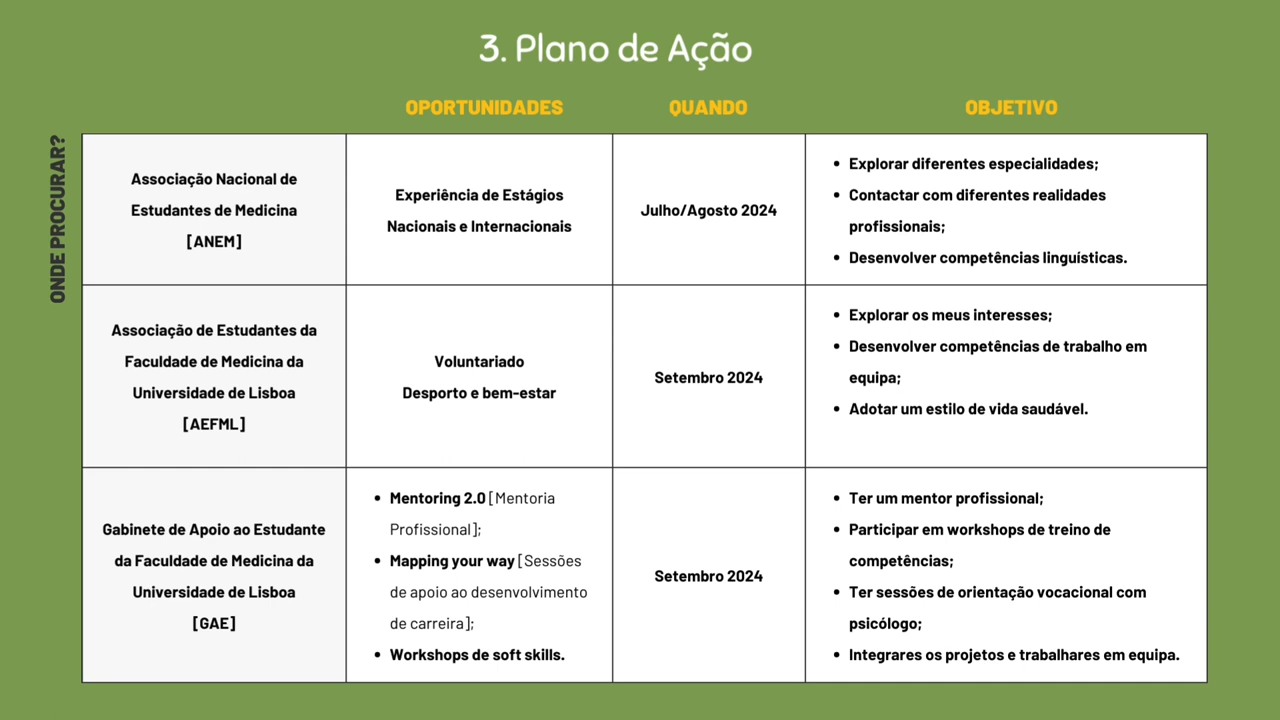 3. Plano de Ação
OPORTUNIDADES
QUANDO
OBJETIVO
ONDE PROCURAR?
Associação Nacional de
Estudantes de Medicina
[ANEM]
Experiência de Estágios
Nacionais e Internacionais
Julho/Agosto 2024
• Explorar diferentes especialidades;
• Contactar com diferentes realidades
profissionais;
• Desenvolver competências linguísticas.
Associação de Estudantes da
Faculdade de Medicina da
Universidade de Lisboa
[AEFML]
Voluntariado
Desporto e bem-estar
Setembro 2024
• Explorar os meus interesses;
• Desenvolver competências de trabalho em
equipa;
• Adotar um estilo de vida saudável.
Gabinete de Apoio ao Estudante
da Faculdade de Medicina da
Universidade de Lisboa
[GAE]
• Mentoring 2.0 [Mentoria
Profissional];
• Mapping your way [Sessões
de apoio ao desenvolvimento
de carreira];
• Workshops de soft skills.
Setembro 2024
• Ter um mentor profissional;
• Participar em workshops de treino de
competências;
• Ter sessões de orientação vocacional com
psicólogo;
• Integrares os projetos e trabalhares em equipa.